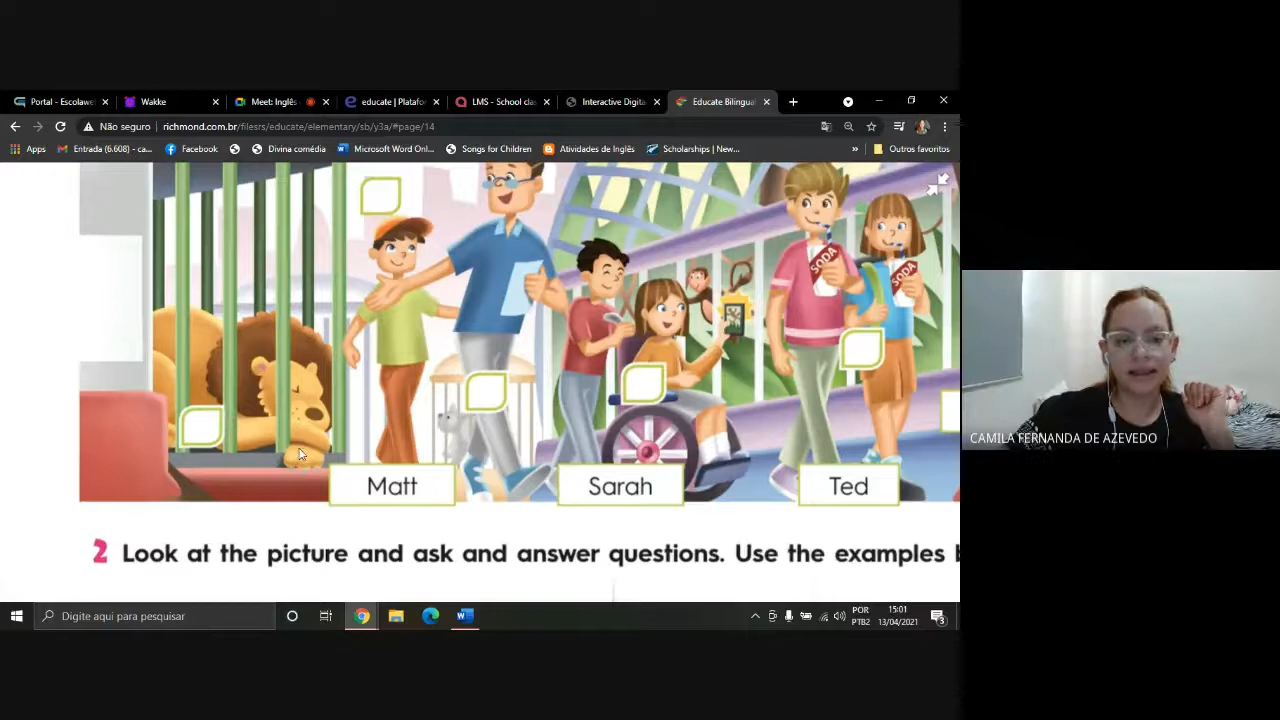 Portal - Escolawe
Wakke
Meet: Inglês
educate | Platafo
LMS - School clas
Interactive Digita
Educate Bilingual
Não seguro
richmond.com.br/filesrs/educate/elementary/sb/y3a/#page/14
Apps
Entrada (6.608) - ca...
Facebook
Divina comédia
Microsoft Word Onl...
Songs for Children
Atividades de Inglês
Scholarships | New...
»
Outros favoritos
SODA
SODA
Matt
Sarah
Ted
2 Look at the picture and ask and answer questions. Use the examples
CAMILA FERNANDA DE AZEVEDO
Digite aqui para pesquisar
POR
PTB2
15:01
13/04/2021
3